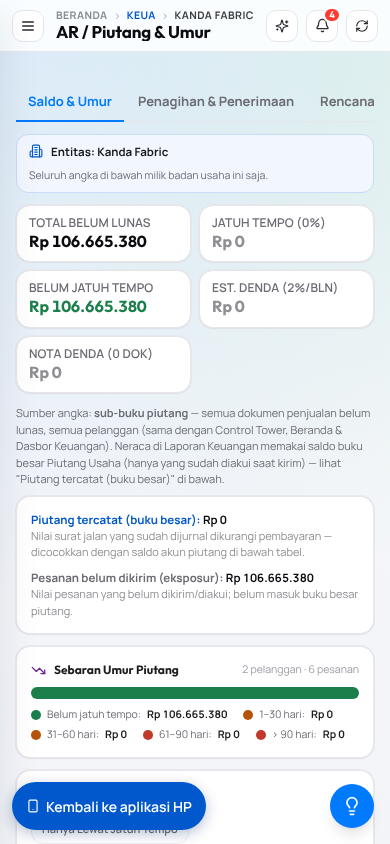 BERANDA > KEUA > KANDA FABRIC
AR / Piutang & Umur
4
Saldo & Umur
Penagihan & Penerimaan
Rencana
Entitas: Kanda Fabric
Seluruh angka di bawah milik badan usaha ini saja.
TOTAL BELUM LUNAS
Rp 106.665.380
JATUH TEMPO (0%)
Rp 0
BELUM JATUH TEMPO
Rp 106.665.380
EST. DENDA (2%/BLN)
Rp 0
NOTA DENDA (0 DOK)
Rp 0
Sumber angka: sub-buku piutang — semua dokumen penjualan belum
lunas, semua pelanggan (sama dengan Control Tower, Beranda &
Dasbor Keuangan). Neraca di Laporan Keuangan memakai saldo buku
besar Piutang Usaha (hanya yang sudah diakui saat kirim) — lihat
"Piutang tercatat (buku besar)" di bawah.
Piutang tercatat (buku besar): Rp 0
Nilai surat jalan yang sudah dijurnal dikurangi pembayaran —
dicocokkan dengan saldo akun piutang di bawah tabel.
Pesanan belum dikirim (eksposur): Rp 106.665.380
Nilai pesanan yang belum dikirim/diakui; belum masuk buku besar
piutang.
Sebaran Umur Piutang
2 pelanggan · 6 pesanan
Belum jatuh tempo: Rp 106.665.380
1–30 hari: Rp 0
31–60 hari: Rp 0
61–90 hari: Rp 0
> 90 hari: Rp 0
Kembali ke aplikasi HP
Hanya Lewat Jatuh Tempo